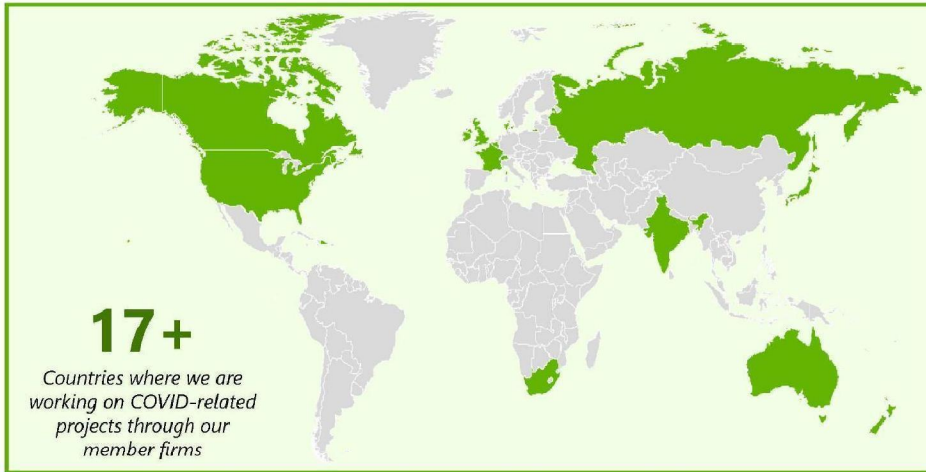 17+
Countries where we are
working on COVID-related
projects through our
member firms